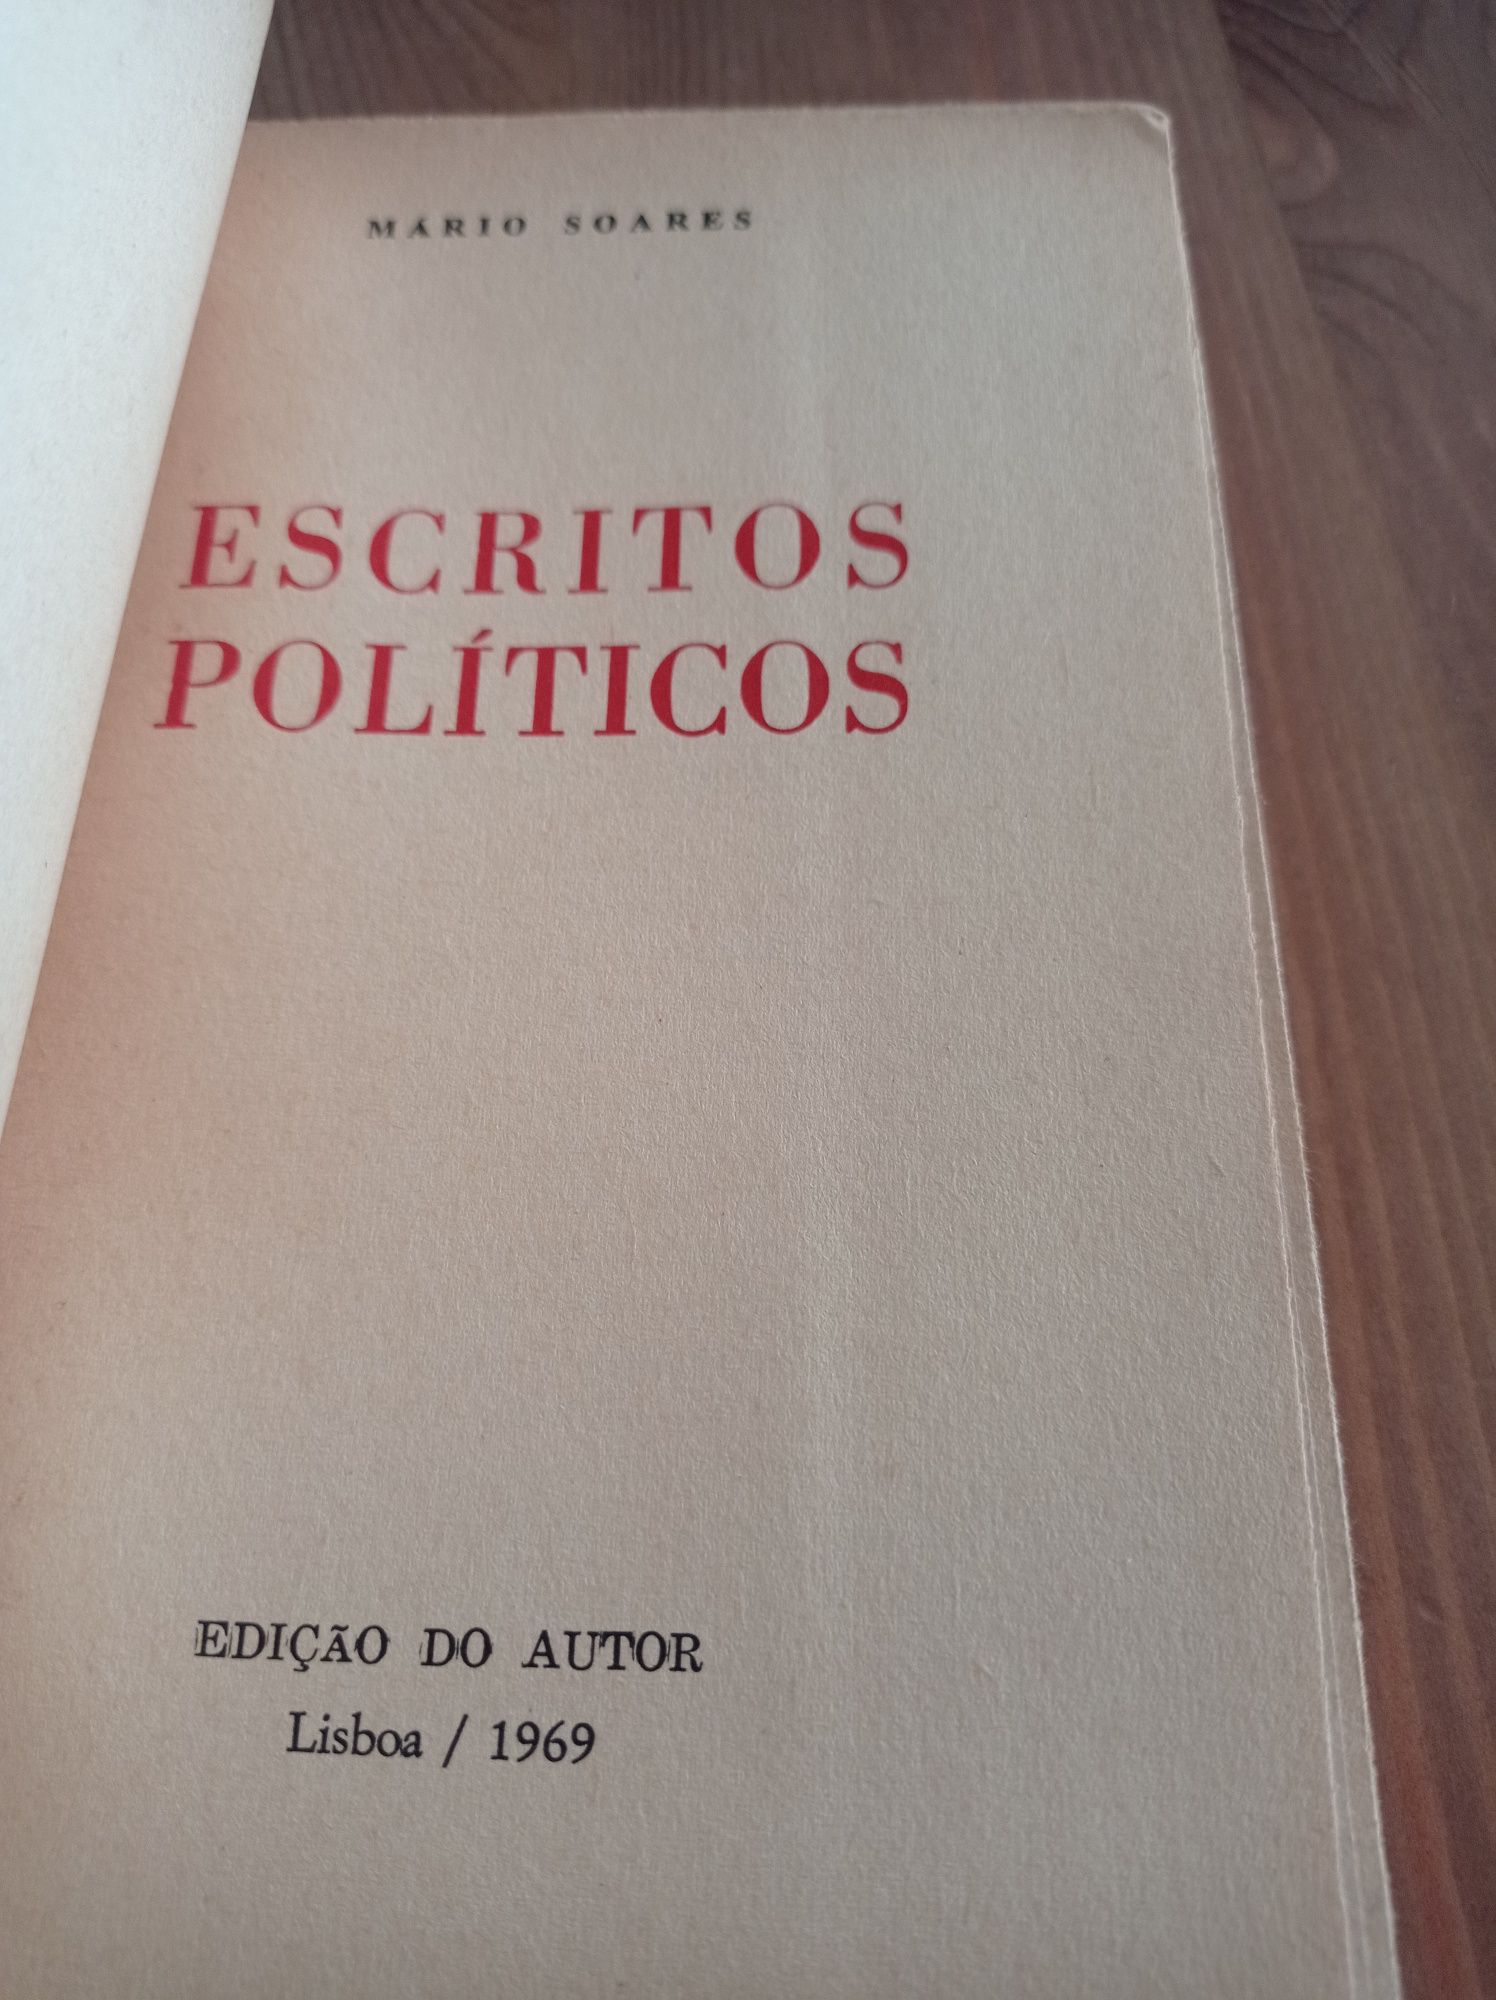 MÁRIO SOARES
ESCRITOS
POLÍTICOS
EDIÇÃO DO AUTOR
Lisboa / 1969